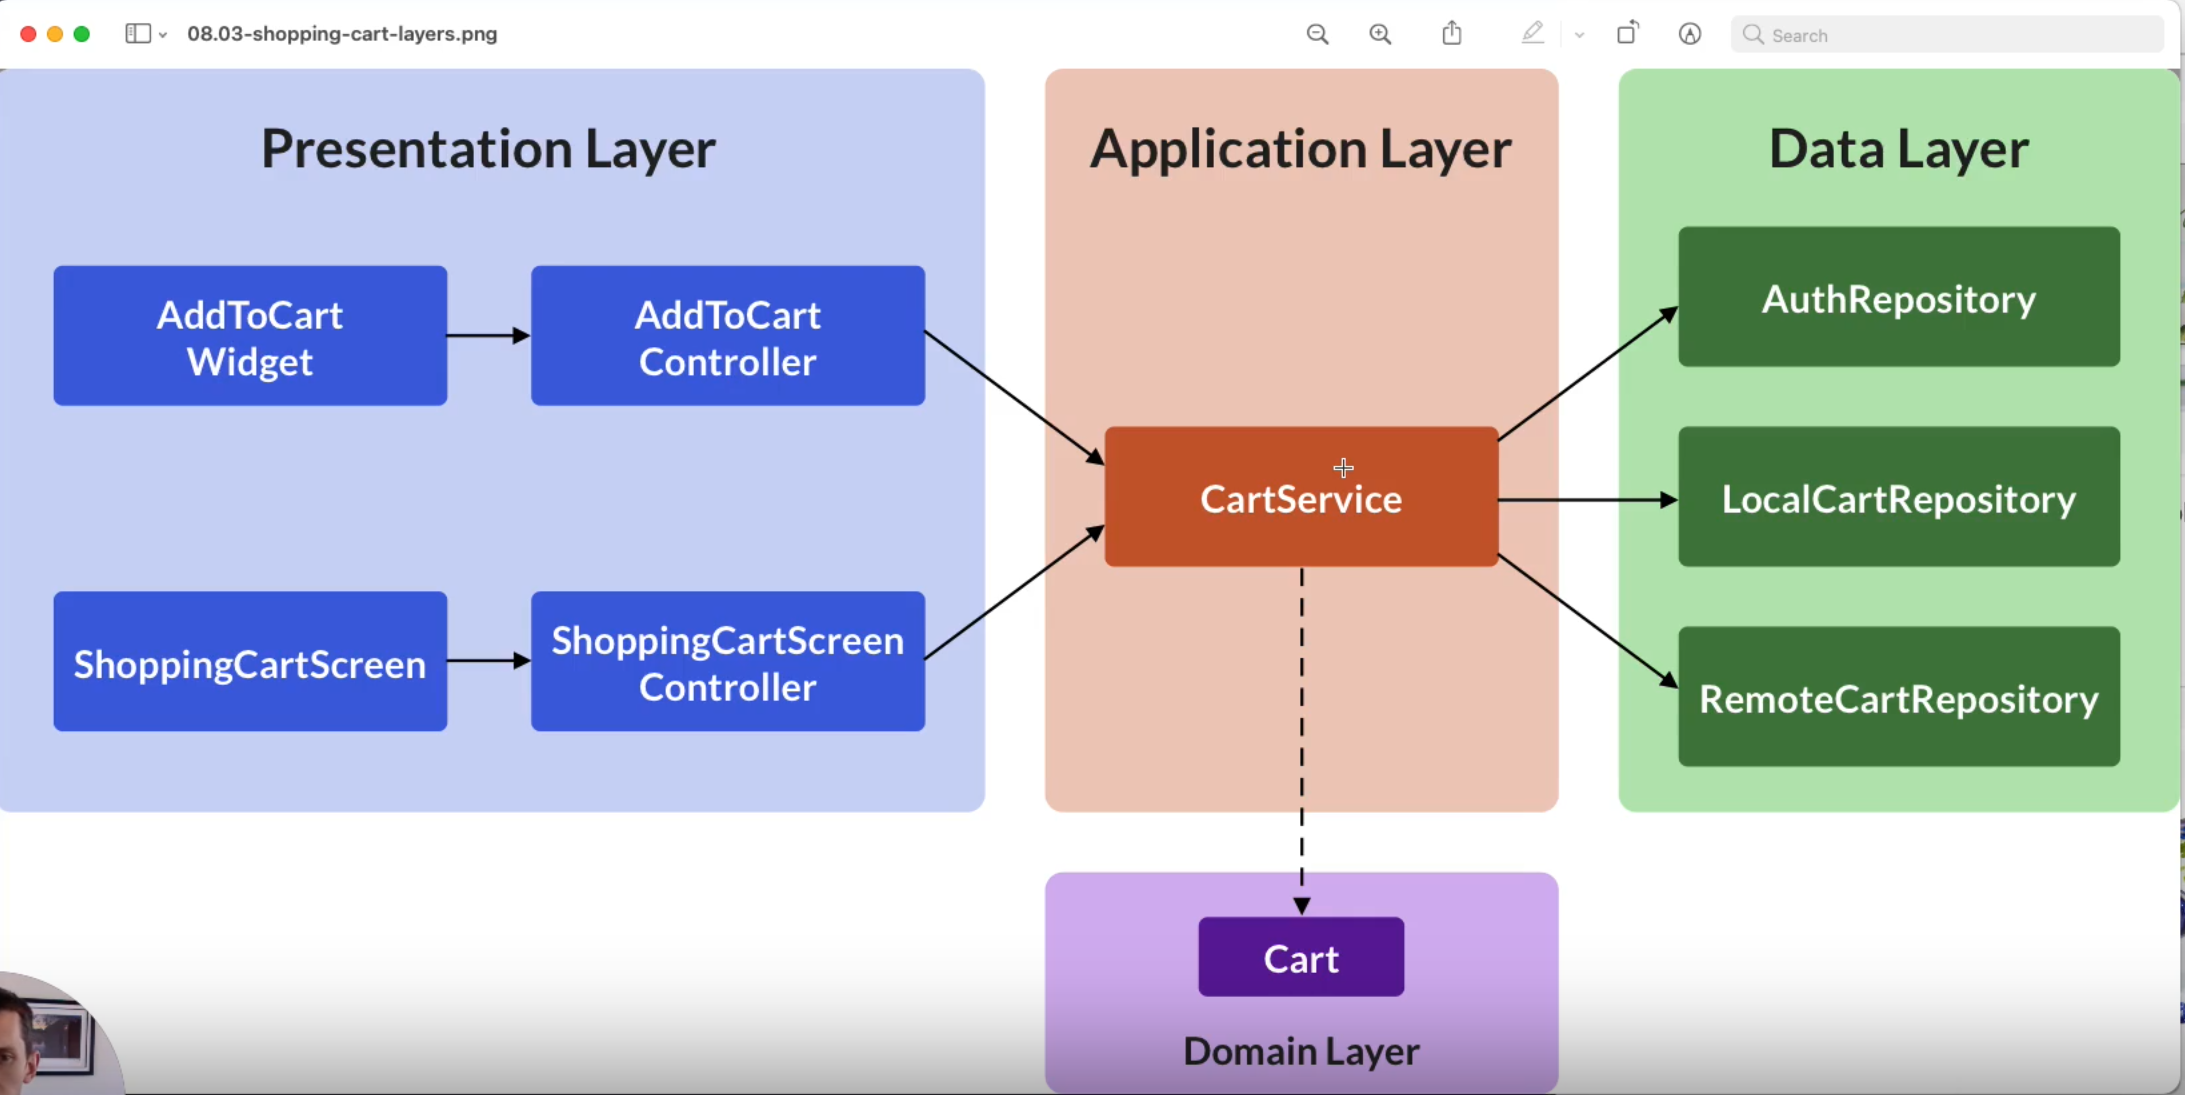 08.03-shopping-cart-layers.png
Search
Presentation Layer
Application Layer
Data Layer
AddToCart
Widget
AddToCart
Controller
ShoppingCartScreen
ShoppingCartScreen
Controller
CartService
AuthRepository
LocalCartRepository
RemoteCartRepository
Cart
Domain Layer